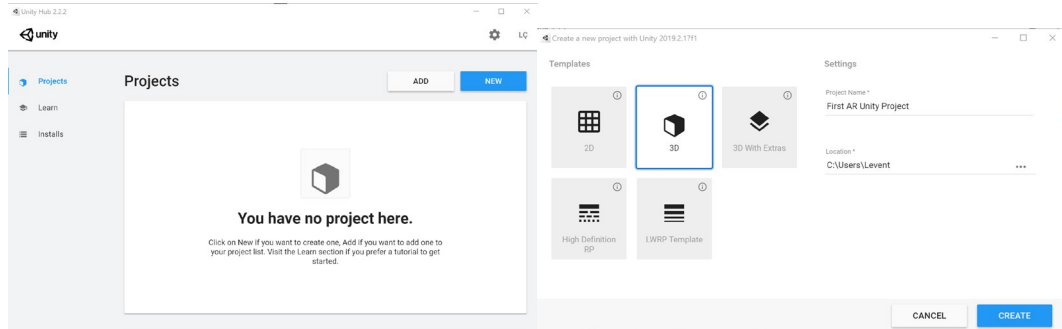 Unity Hub 2.2.2
unity
LÇ
Projects
Learn
Installs
Projects
ADD
NEW
You have no project here.
Click on New if you want to create one, Add if you want to add one to
your project list. Visit the Learn section if you prefer a tutorial to get
started.
Create a new project with Unity 2019.2.17f1
Templates
2D
3D
3D With Extras
High Definition
RP
LWRP Template
Settings
Project Name *
First AR Unity Project
Location *
C:\Users\Levent
...
CANCEL
CREATE